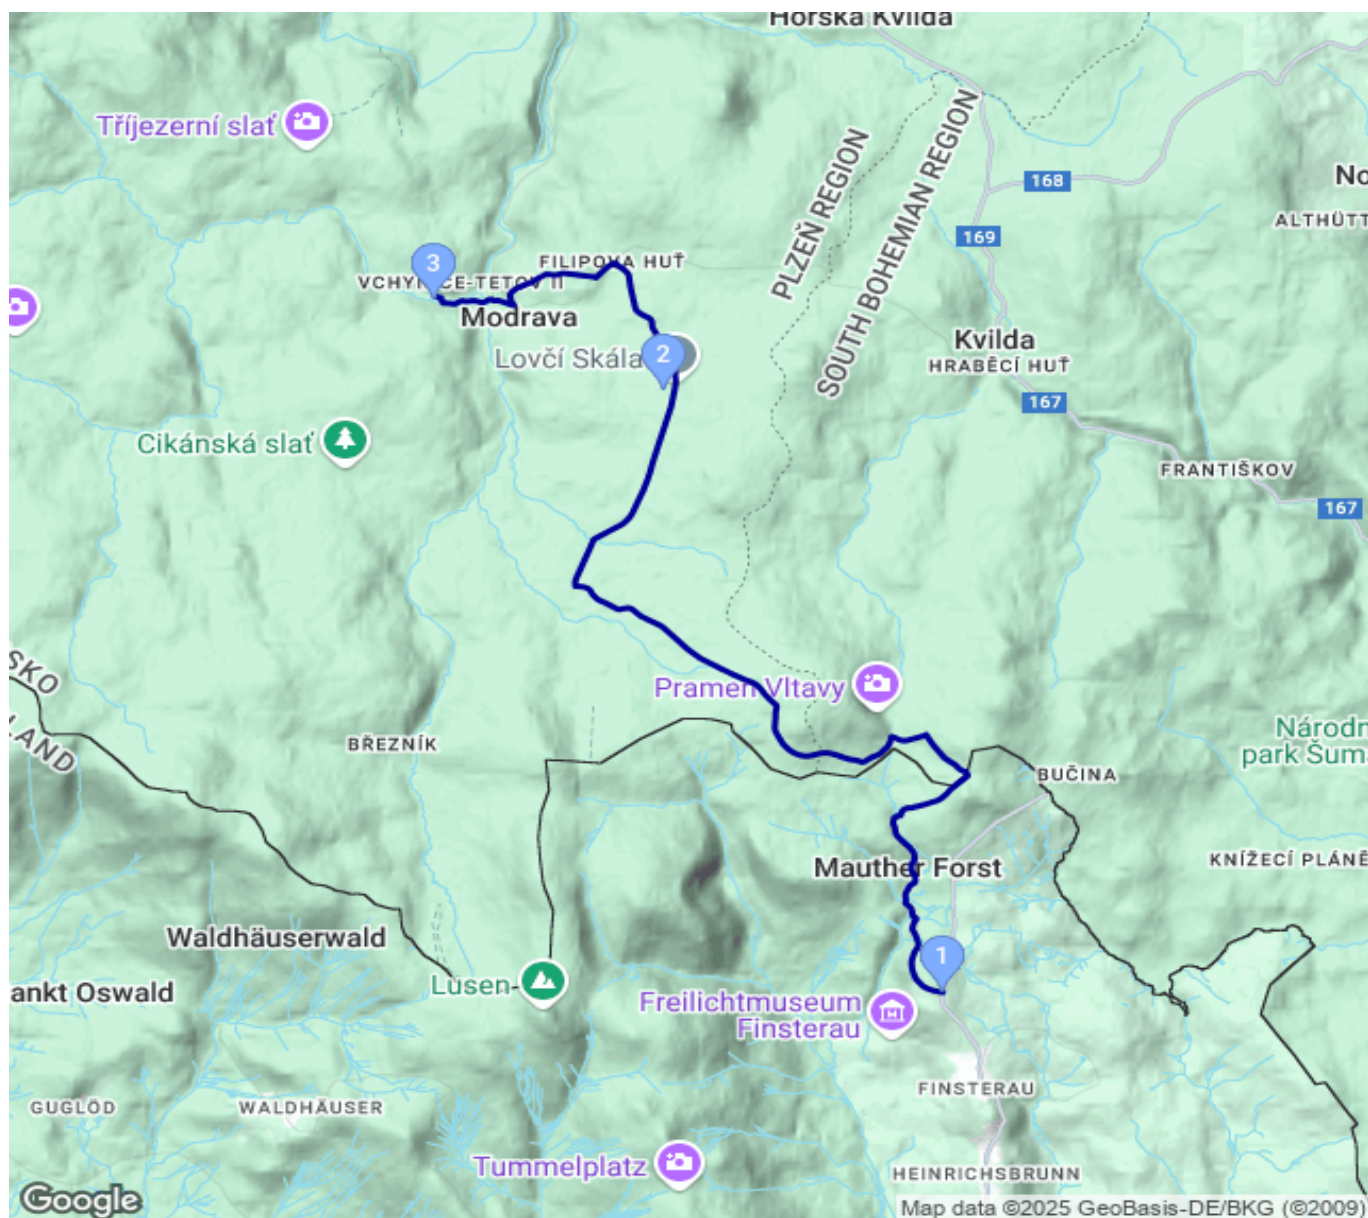 Horská Kvilda
Tříjezerní slať
168
No
ALTHÜTT
PLZEŇ REGION
SOUTH BOHEMIAN REGION
169
3
FILIPOVA HUŤ
Modrava
Kvilda
HRABĚCÍ HUŤ
Lovčí Skála
2
167
Cikánská slať
FRANTIŠKOV
167
SKO
LAND
Pramen Vltavy
BŘEZNÍK
Národn
park Šuma
BUČINA
KNÍŽECÍ PLÁNĚ
Mauther Forst
Waldhäuserwald
1
Lusen
ankt Oswald
Freilichtmuseum
Finsterau
FINSTERAU
GUGLÖD
WALDHÄUSER
Tummelplatz
HEINRICHSBRUNN
Google
Map data ©2025 GeoBasis-DE/BKG (©2009)